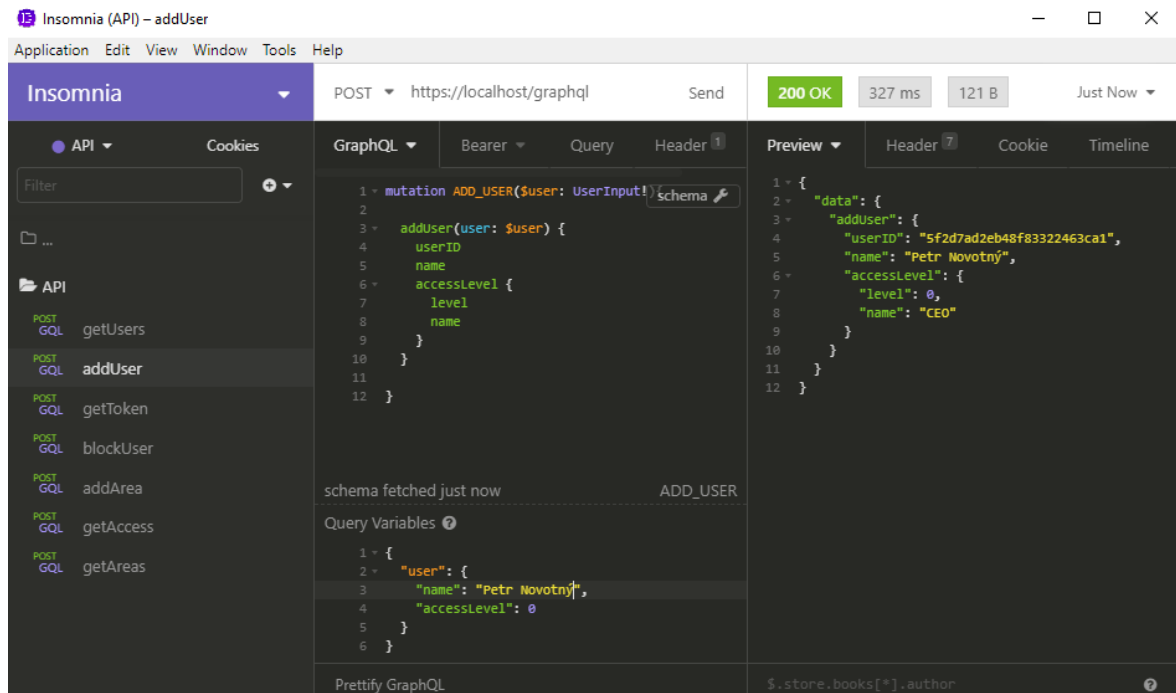 Insomnia (API) – addUser
Application Edit View Window Tools Help
Insomnia
POST https://localhost/graphql Send
200 OK 327 ms 121 B Just Now
API Cookies
Filter
...
API
POST
GQL getUsers
POST
GQL addUser
POST
GQL getToken
POST
GQL blockUser
POST
GQL addArea
POST
GQL getAccess
POST
GQL getAreas
GraphQL Bearer Query Header 1
schema
1 mutation ADD_USER($user: UserInput!){
2
3 addUser(user: $user) {
4 userID
5 name
6 accessLevel {
7 level
8 name
9 }
10 }
11
12 }
schema fetched just now ADD_USER
Query Variables
1 {
2 "user": {
3 "name": "Petr Novotný",
4 "accessLevel": 0
5 }
6 }
Prettify GraphQL
Preview Header 7 Cookie Timeline
1 {
2 "data": {
3 "addUser": {
4 "userID": "5f2d7ad2eb48f83322463ca1",
5 "name": "Petr Novotný",
6 "accessLevel": {
7 "level": 0,
8 "name": "CEO"
9 }
10 }
11 }
12 }
$.store.books[*].author